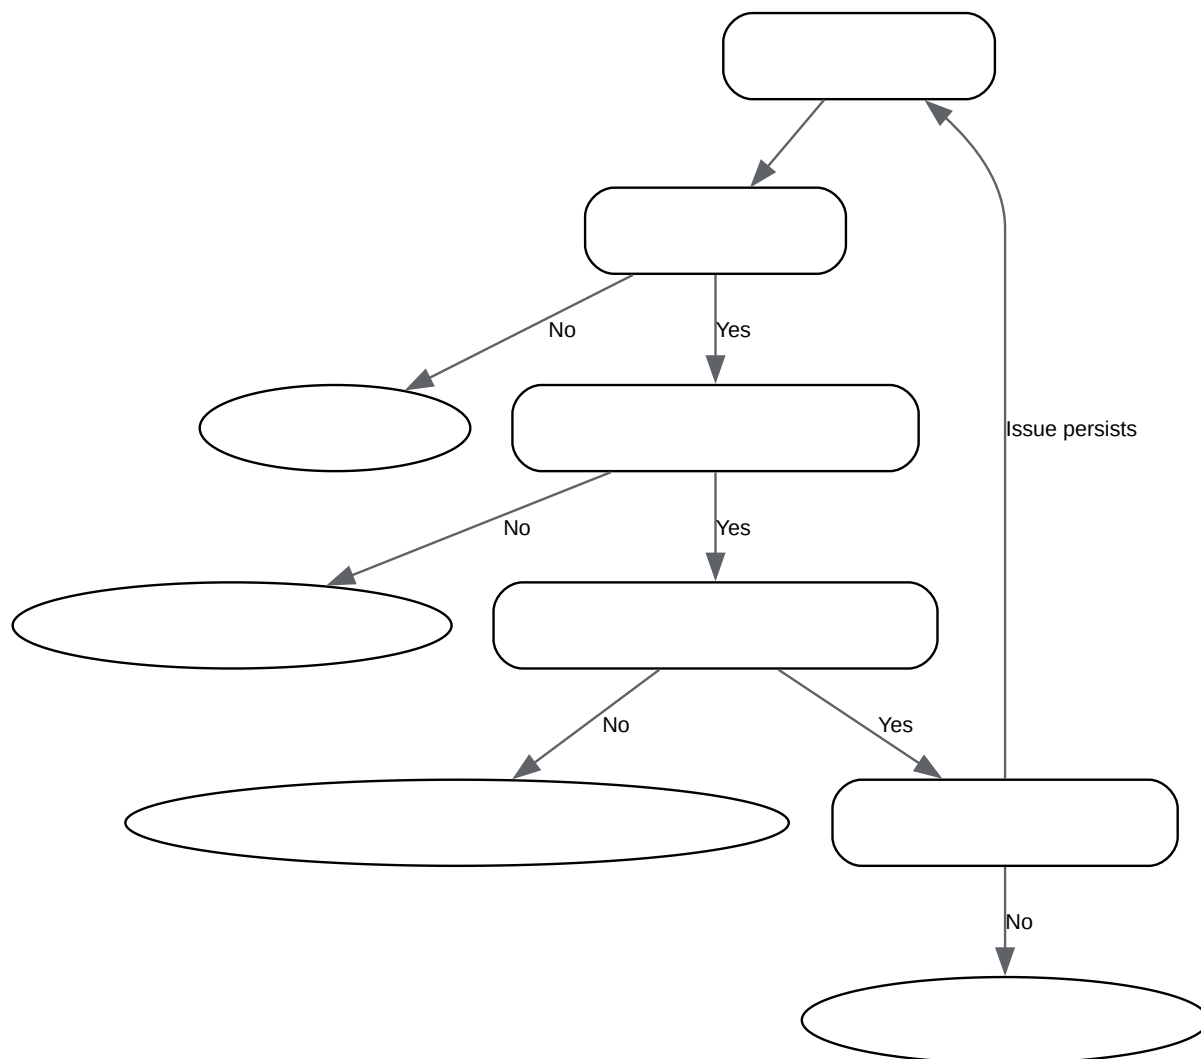 No
Yes
Issue persists
No
Yes
No
Yes
No